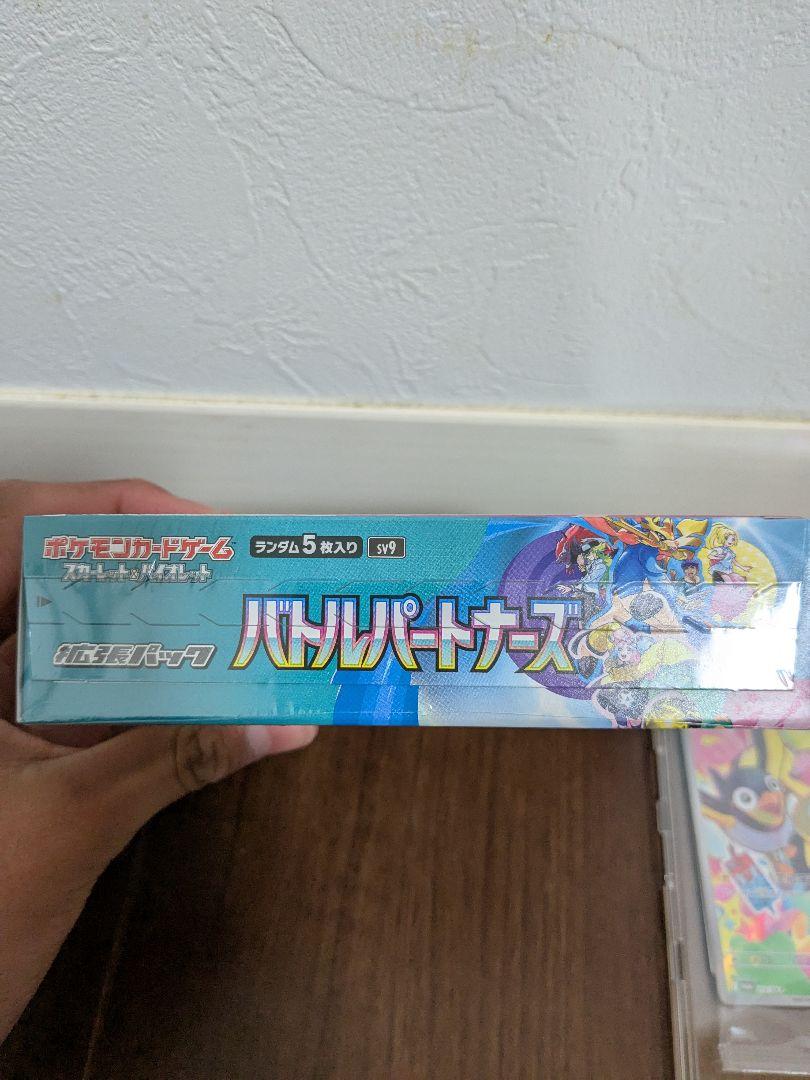 ポケモンカードゲーム
スカーレット&バイオレット
ランダム5枚入り sv9
拡張パック
バトルパートナーズ